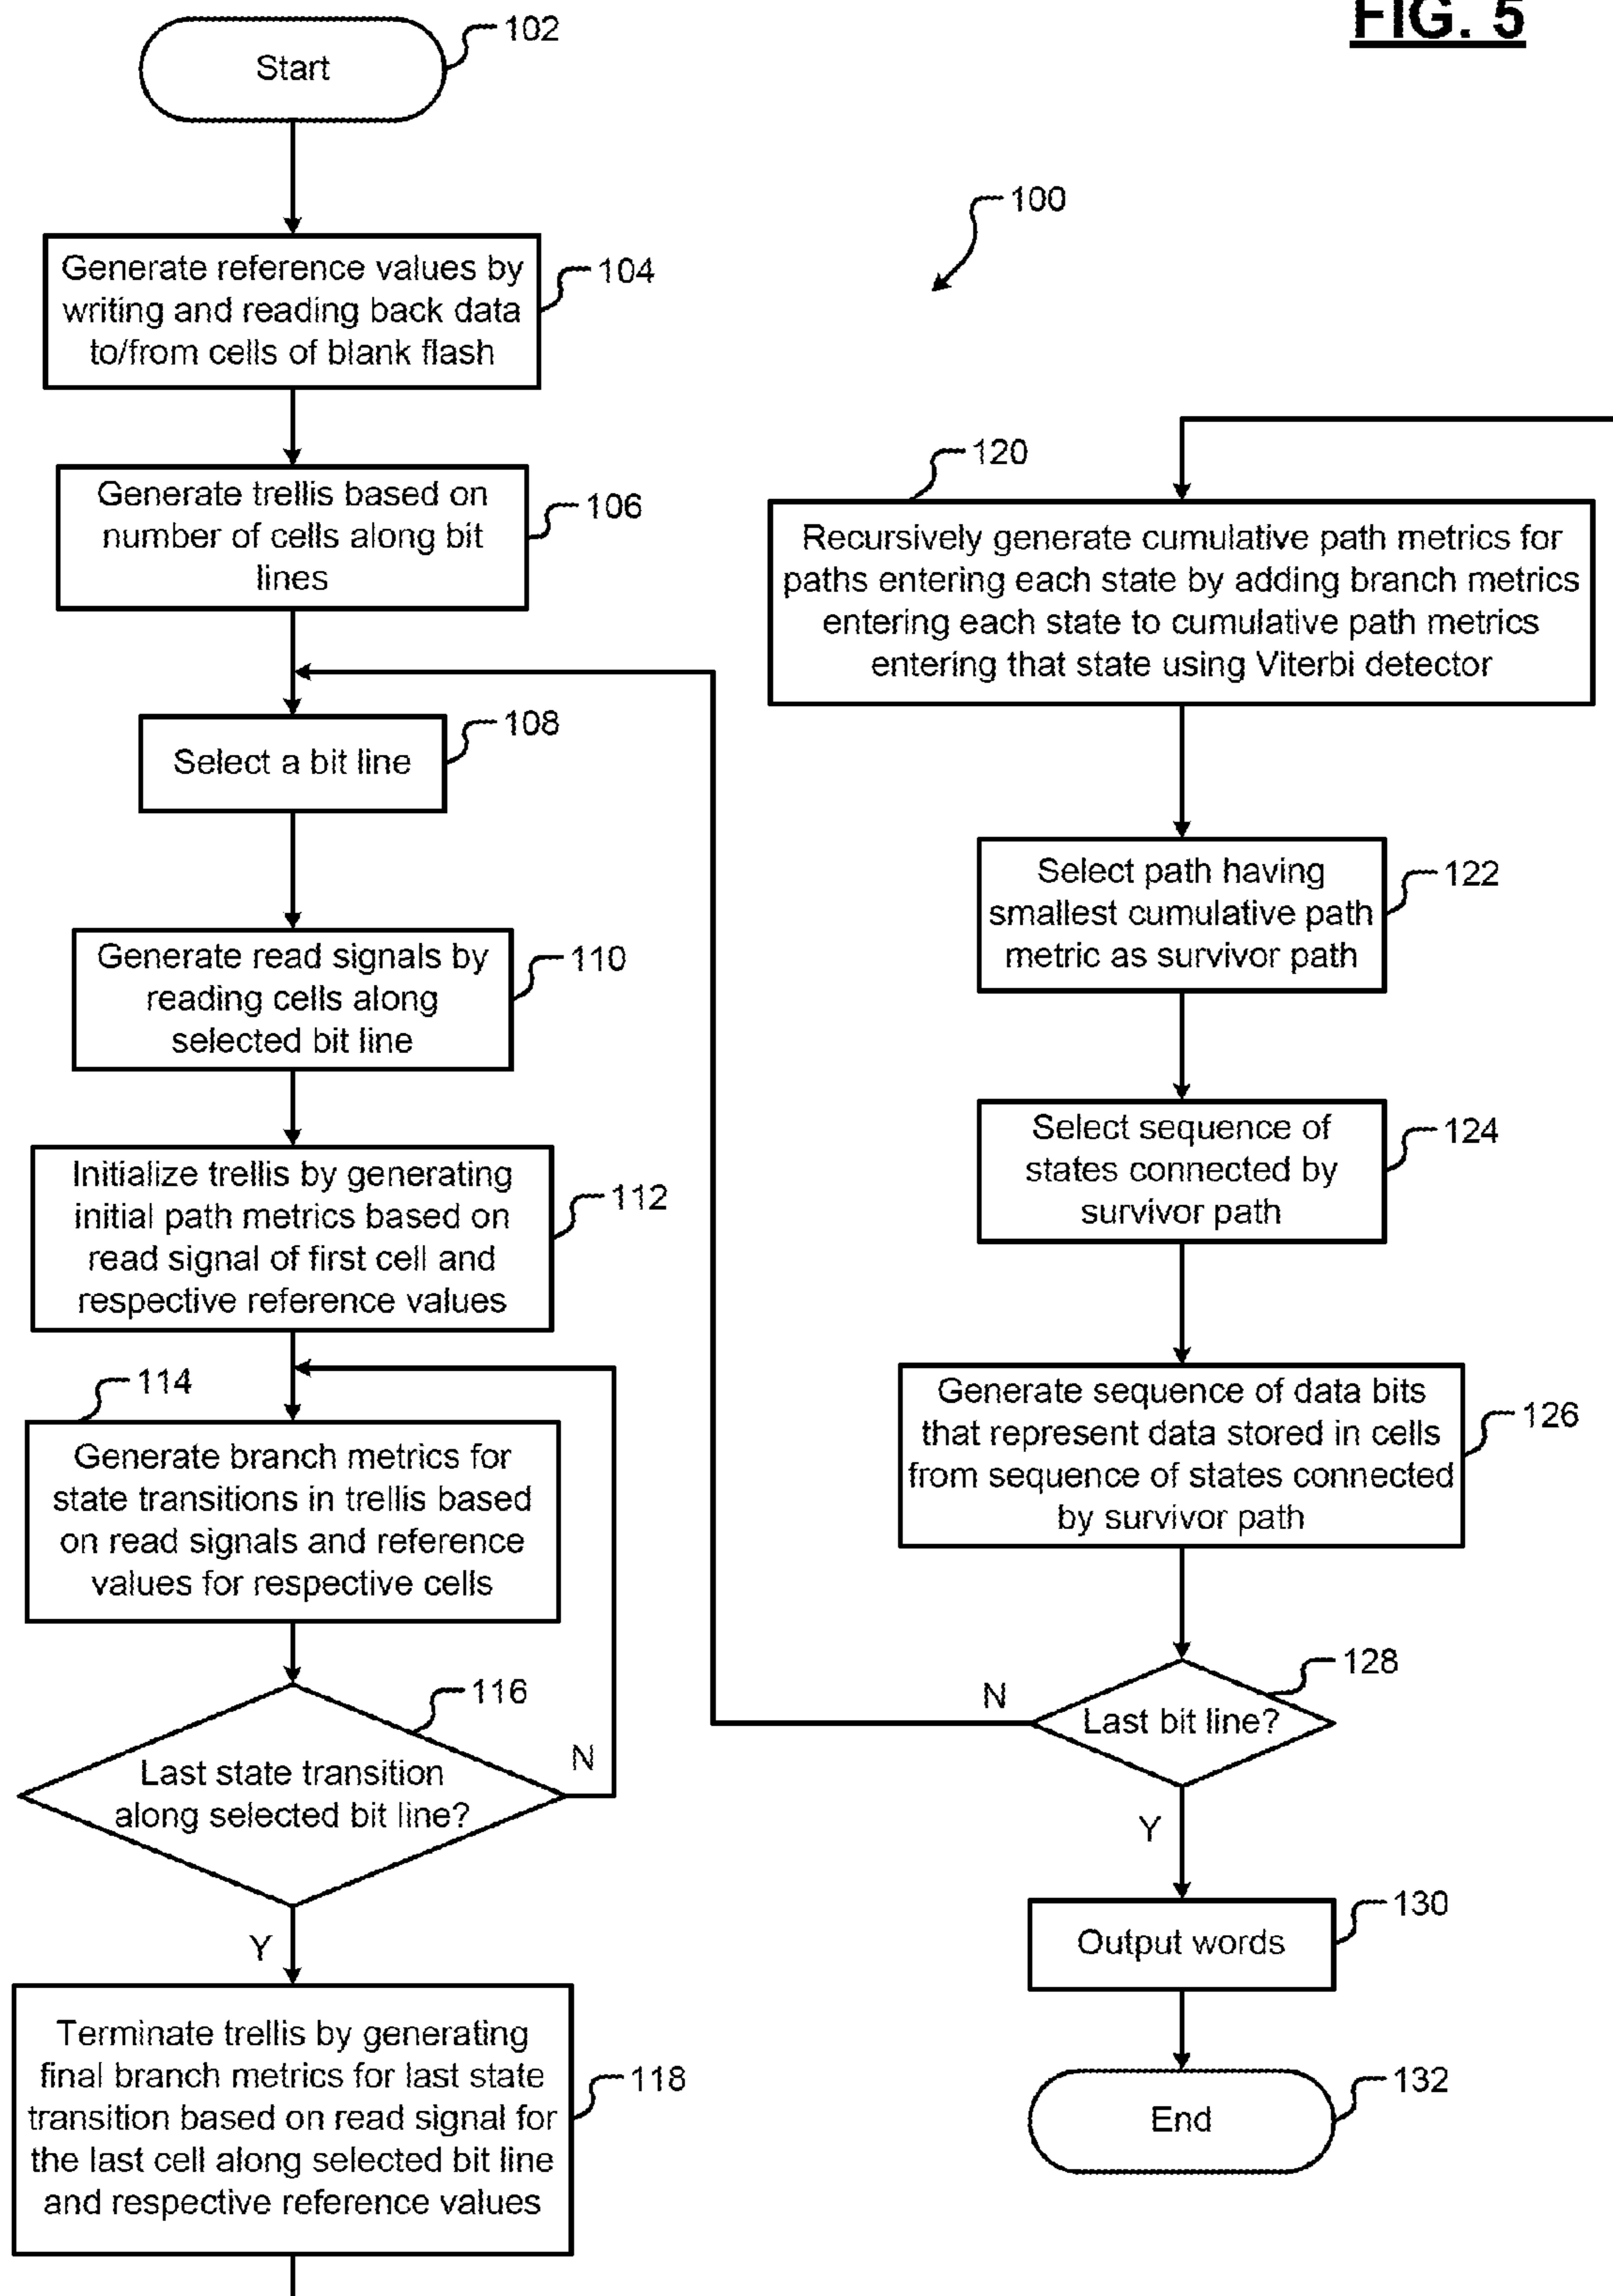 FIG. 5
102
Start
100
Generate reference values by
writing and reading back data
to/from cells of blank flash
104
Generate trellis based on
number of cells along bit
lines
106
Select a bit line
108
Generate read signals by
reading cells along
selected bit line
110
Initialize trellis by generating
initial path metrics based on
read signal of first cell and
respective reference values
112
114
Generate branch metrics for
state transitions in trellis based
on read signals and reference
values for respective cells
116
Last state transition
along selected bit line?
N
Y
Terminate trellis by generating
final branch metrics for last state
transition based on read signal for
the last cell along selected bit line
and respective reference values
118
120
Recursively generate cumulative path metrics for
paths entering each state by adding branch metrics
entering each state to cumulative path metrics
entering that state using Viterbi detector
Select path having
smallest cumulative path
metric as survivor path
122
Select sequence of
states connected by
survivor path
124
Generate sequence of data bits
that represent data stored in cells
from sequence of states connected
by survivor path
126
128
N
Last bit line?
Y
Output words
130
End
132